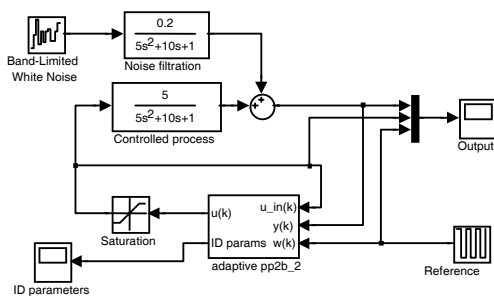 0.2
5s2+10s+1
Band-Limited
White Noise
Noise filtration
5
5s2+10s+1
Controlled process
++
Output
u(k)
ID params
u_in(k)
y(k)
w(k)
Saturation
adaptive pp2b_2
Reference
ID parameters